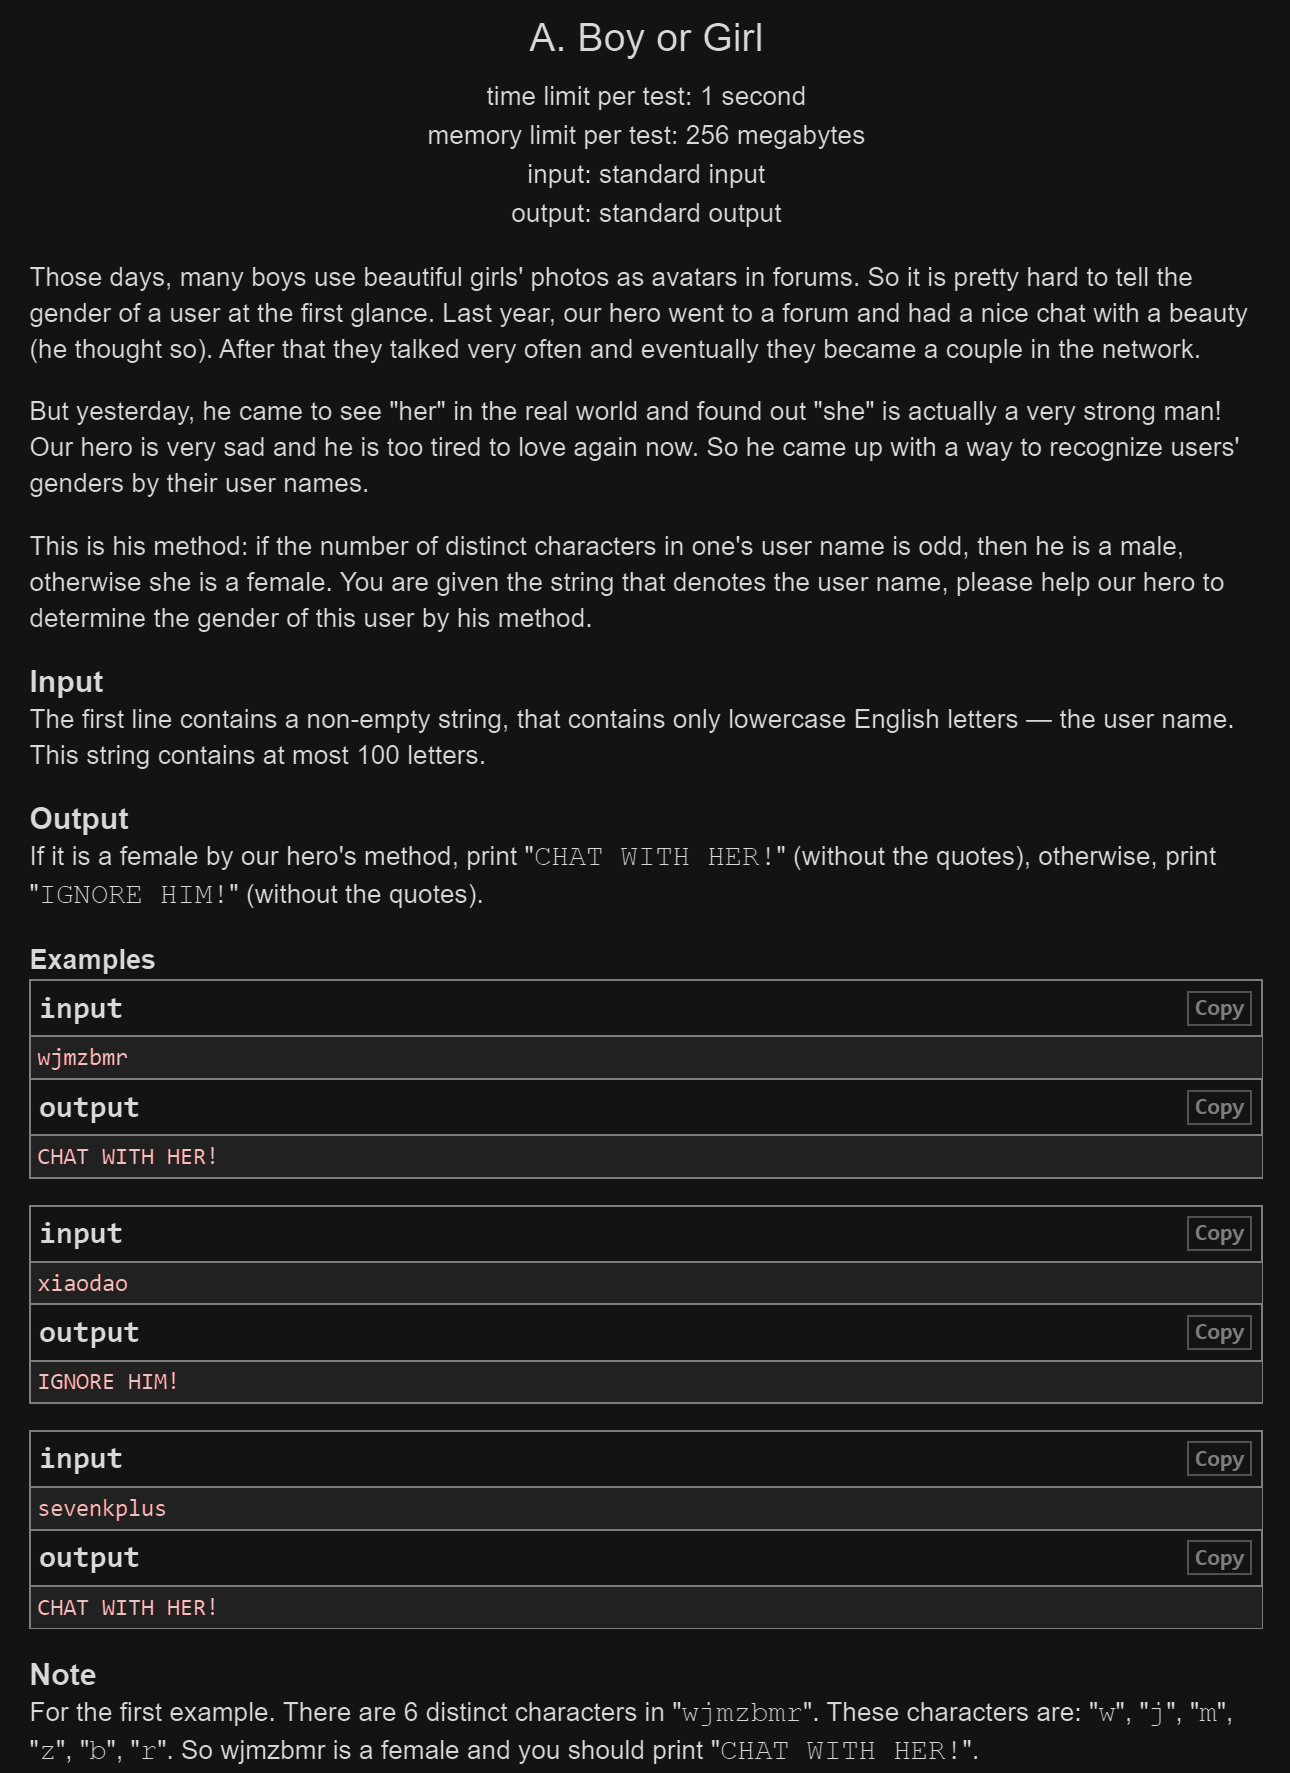 A. Boy or Girl
time limit per test: 1 second
memory limit per test: 256 megabytes
input: standard input
output: standard output
Those days, many boys use beautiful girls' photos as avatars in forums. So it is pretty hard to tell the
gender of a user at the first glance. Last year, our hero went to a forum and had a nice chat with a beauty
(he thought so). After that they talked very often and eventually they became a couple in the network.
But yesterday, he came to see "her" in the real world and found out "she" is actually a very strong man!
Our hero is very sad and he is too tired to love again now. So he came up with a way to recognize users'
genders by their user names.
This is his method: if the number of distinct characters in one's user name is odd, then he is a male,
otherwise she is a female. You are given the string that denotes the user name, please help our hero to
determine the gender of this user by his method.
Input
The first line contains a non-empty string, that contains only lowercase English letters — the user name.
This string contains at most 100 letters.
Output
If it is a female by our hero's method, print "CHAT WITH HER!" (without the quotes), otherwise, print
"IGNORE HIM!" (without the quotes).
Examples
input Copy
wjmzbmr
output Copy
CHAT WITH HER!
input Copy
xiaodao
output Copy
IGNORE HIM!
input Copy
sevenkplus
output Copy
CHAT WITH HER!
Note
For the first example. There are 6 distinct characters in "wjmzbmr". These characters are: "w", "j", "m",
"z", "b", "r". So wjmzbmr is a female and you should print "CHAT WITH HER!".